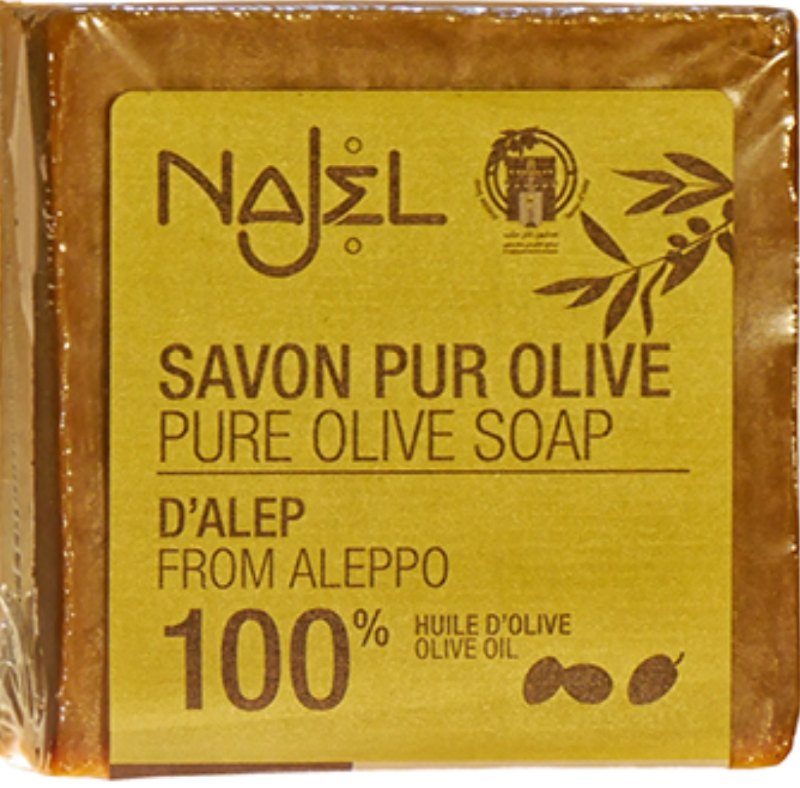 NAJEL
SAVON PUR OLIVE
PURE OLIVE SOAP
D'ALEP
FROM ALEPPO
100%
HUILE D'OLIVE
OLIVE OIL